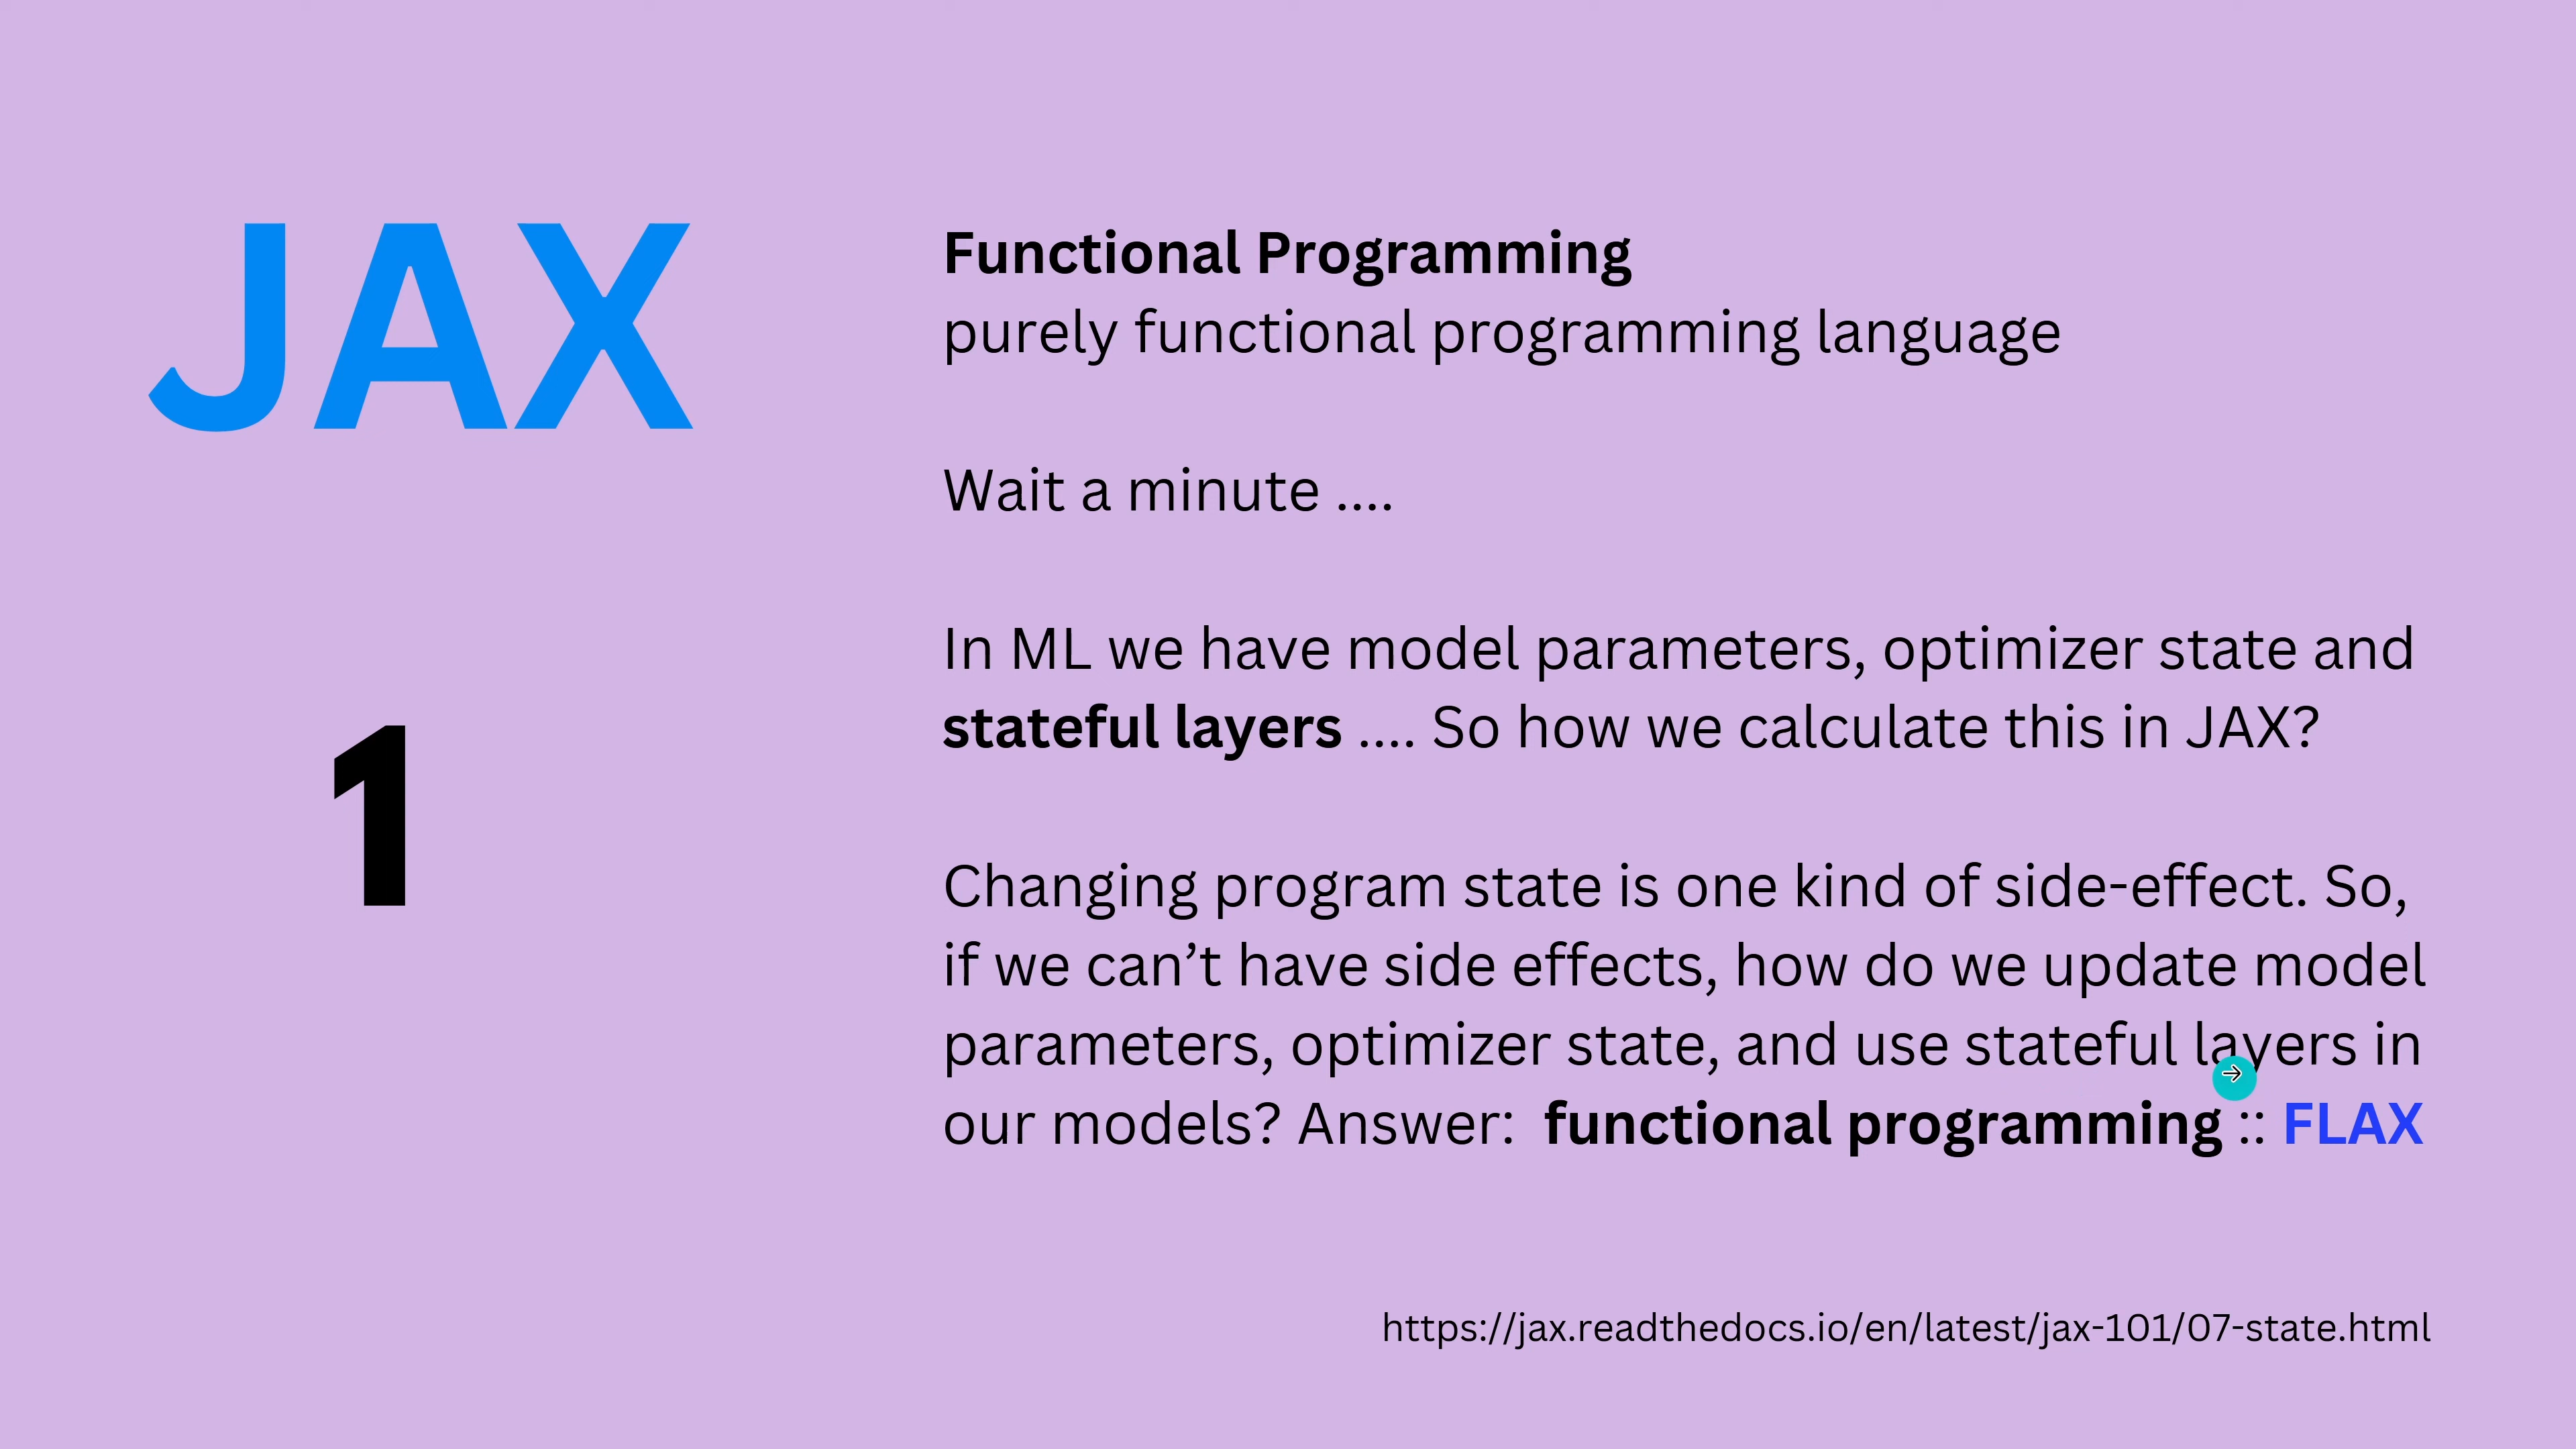 JAX
1
Functional Programming
purely functional programming language
Wait a minute ....
In ML we have model parameters, optimizer state and
stateful layers .... So how we calculate this in JAX?
Changing program state is one kind of side-effect. So,
if we can’t have side effects, how do we update model
parameters, optimizer state, and use stateful layers in
our models? Answer:  functional programming :: FLAX
https://jax.readthedocs.io/en/latest/jax-101/07-state.html